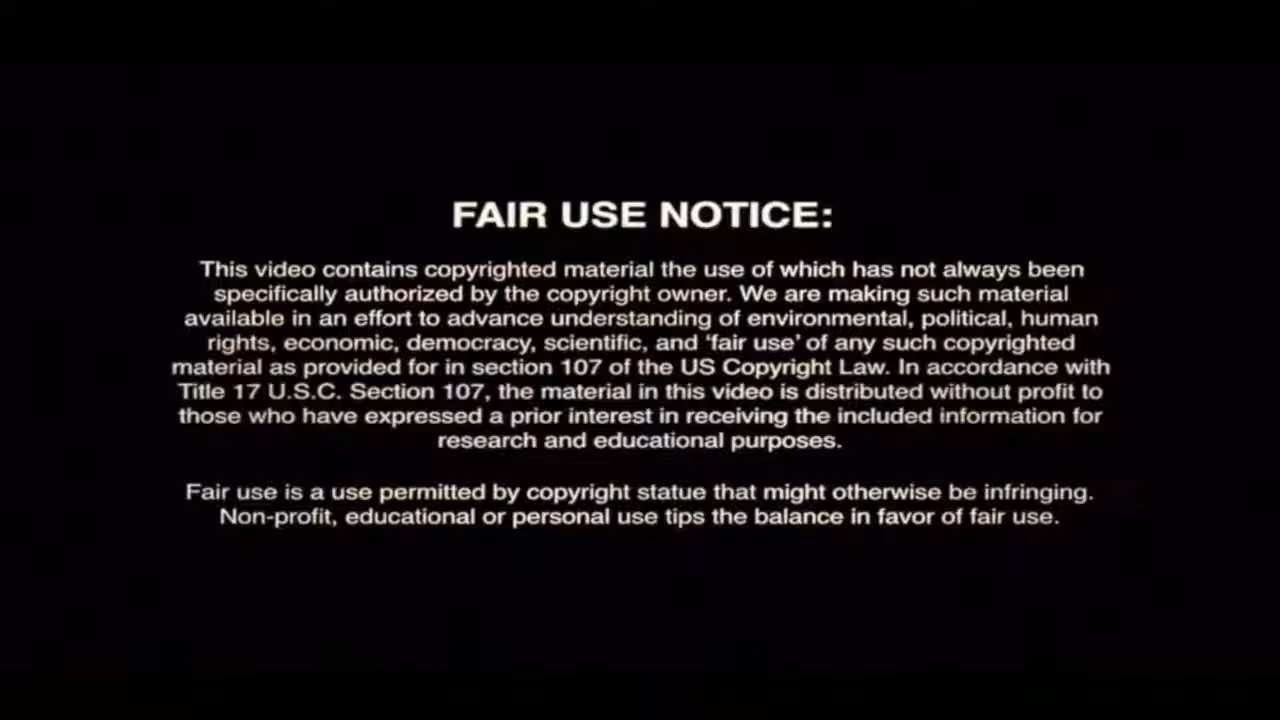 FAIR USE NOTICE:
This video contains copyrighted material the use of which has not always been
specifically authorized by the copyright owner. We are making such material
available in an effort to advance understanding of environmental, political, human
rights, economic, democracy, scientific, and ‘fair use’ of any such copyrighted
material as provided for in section 107 of the US Copyright Law. In accordance with
Title 17 U.S.C. Section 107, the material in this video is distributed without profit to
those who have expressed a prior interest in receiving the included information for
research and educational purposes.
Fair use is a use permitted by copyright statue that might otherwise be infringing.
Non-profit, educational or personal use tips the balance in favor of fair use.